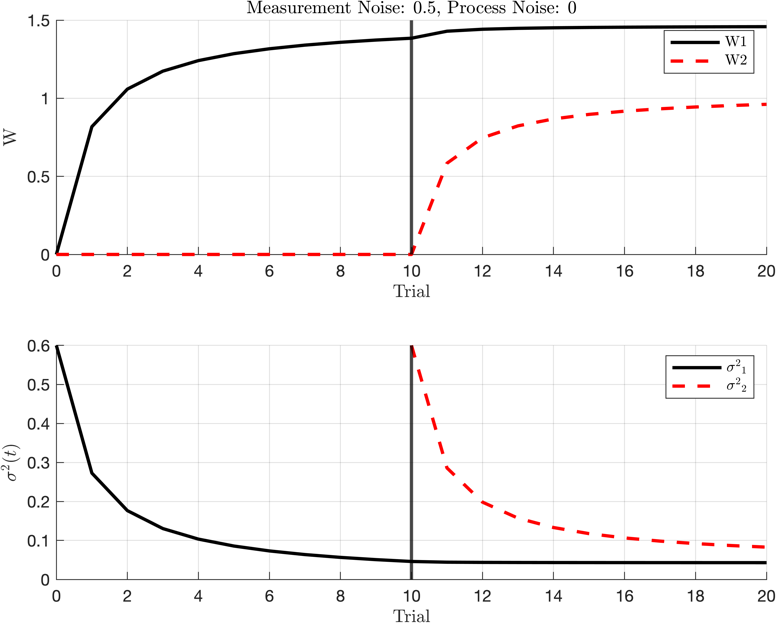 Measurement Noise: 0.5, Process Noise: 0
1.5
1
0.5
0
W
W1
W2
0 2 4 6 8 10 12 14 16 18 20
Trial
0.6
0.5
0.4
0.3
0.2
0.1
0
σ²(t)
σ²₁
σ²₂
0 2 4 6 8 10 12 14 16 18 20
Trial